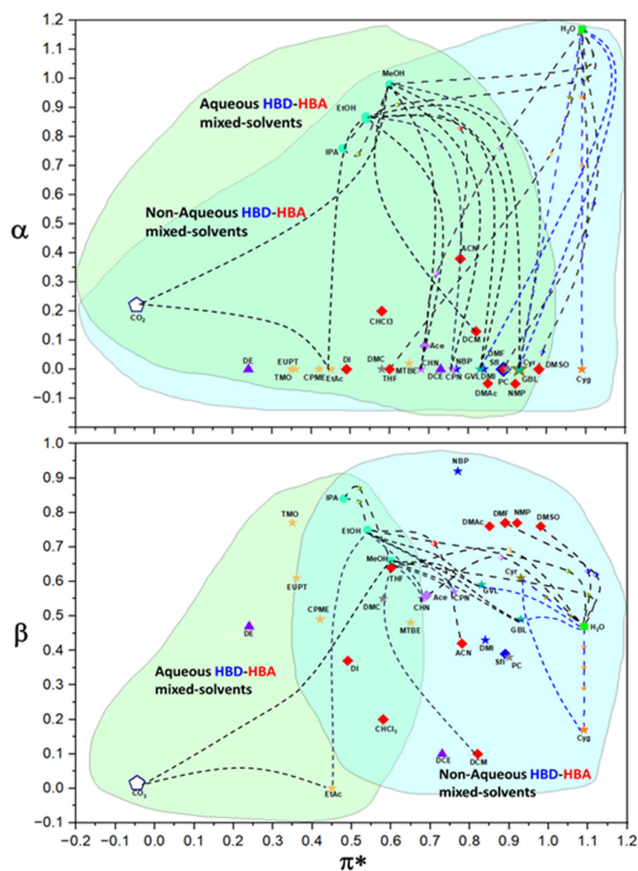 1.2
1.1
1.0
0.9
0.8
0.7
0.6
0.5
0.4
0.3
0.2
0.1
0.0
−0.1
α
H₂O
MeOH
EtOH
IPA
Aqueous HBD-HBA
mixed-solvents
Non-Aqueous HBD-HBA
mixed-solvents
ACN
CO₂
CHCl3
DCM
Ace
DE
EUPT
TMO
CPME
EtAc
DI
DMC
THF
MTBE
CHN
DCE
CPN
NBP
GVL
DMI
DMF
Sfl
PC
DMAc
NMP
Cyr
GBL
DMSO
Cyg
0.9
0.8
0.7
0.6
0.5
0.4
0.3
0.2
0.1
0.0
−0.1
β
NBP
IPA
TMO
EtOH
DMAc
DMF
NMP
DMSO
MeOH
THF
EUPT
DMC
CHN
Ace
CPN
GVL
Cyr
CPME
MTBE
GBL
H₂O
DE
ACN
DMI
Sfl
PC
DI
Aqueous HBD-HBA
mixed-solvents
CHCl₃
Cyg
DCE
DCM
Non-Aqueous HBD-HBA
mixed-solvents
CO₂
EtAc
−0.2 −0.1 0.0 0.1 0.2 0.3 0.4 0.5 0.6 0.7 0.8 0.9 1.0 1.1 1.2
π*